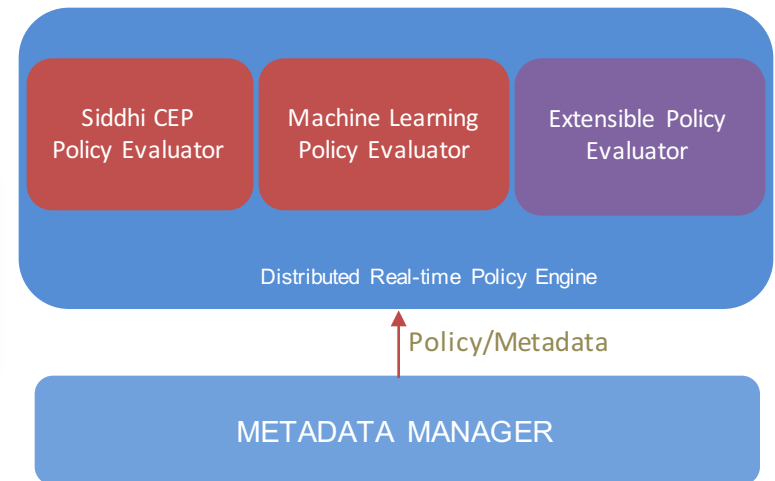 Siddhi CEP
Policy Evaluator
Machine Learning
Policy Evaluator
Extensible Policy
Evaluator
Distributed Real-time Policy Engine
Policy/Metadata
METADATA MANAGER